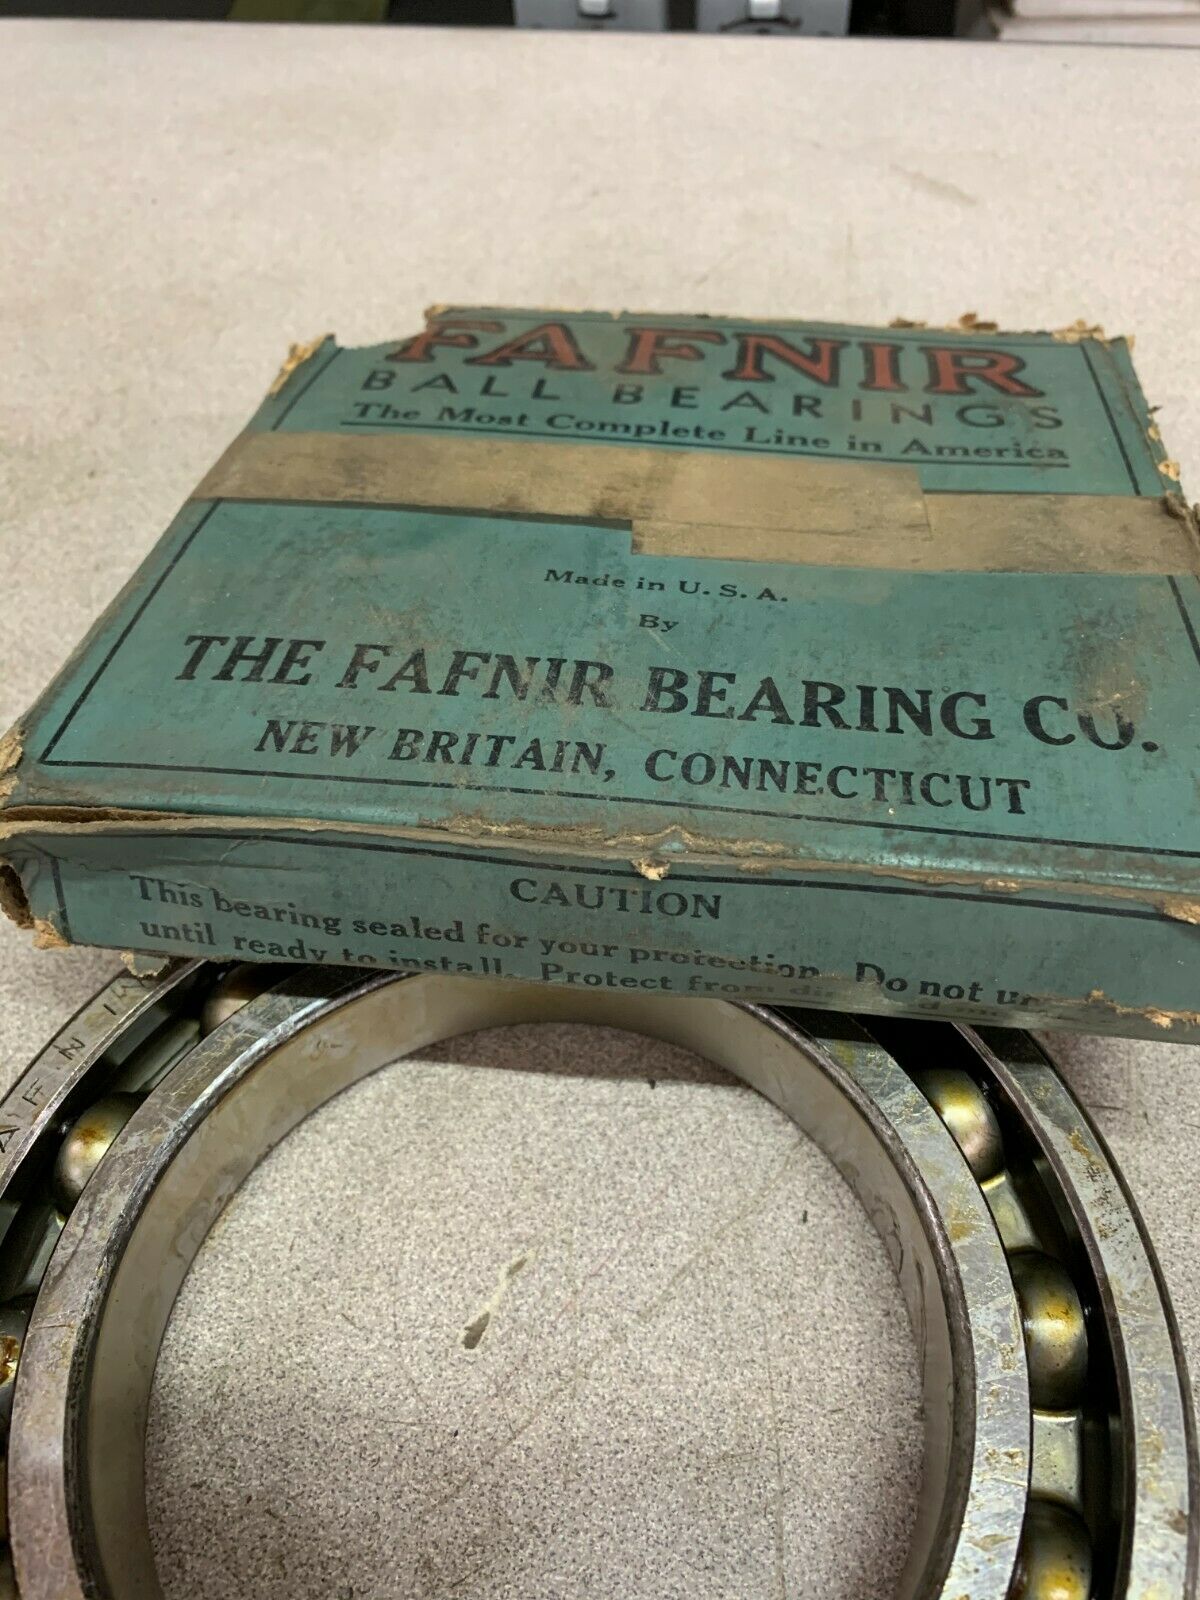 FAFNIR
BALL BEARINGS
The Most Complete Line in America
Made in U.S.A.
By
THE FAFNIR BEARING CO.
NEW BRITAIN, CONNECTICUT
CAUTION
This bearing sealed for your protection. Do not
until ready to install. Protect from